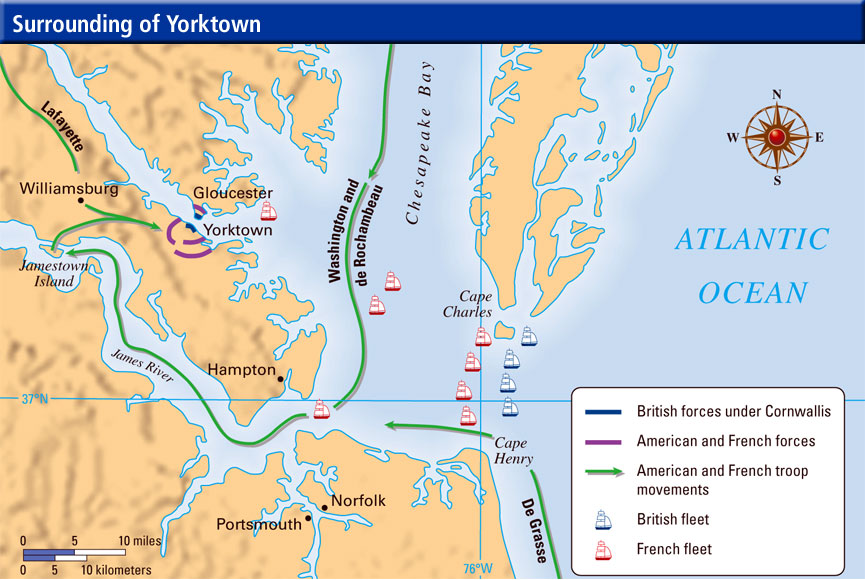 Surrounding of Yorktown
N
W
E
S
Lafayette
Williamsburg
Gloucester
Yorktown
Jamestown
Island
James River
Washington and
de Rochambeau
Chesapeake Bay
ATLANTIC
OCEAN
Cape
Charles
Hampton
37°N
Cape
Henry
De Grasse
Norfolk
Portsmouth
76°W
0 5 10 miles
0 5 10 kilometers
British forces under Cornwallis
American and French forces
American and French troop
movements
British fleet
French fleet